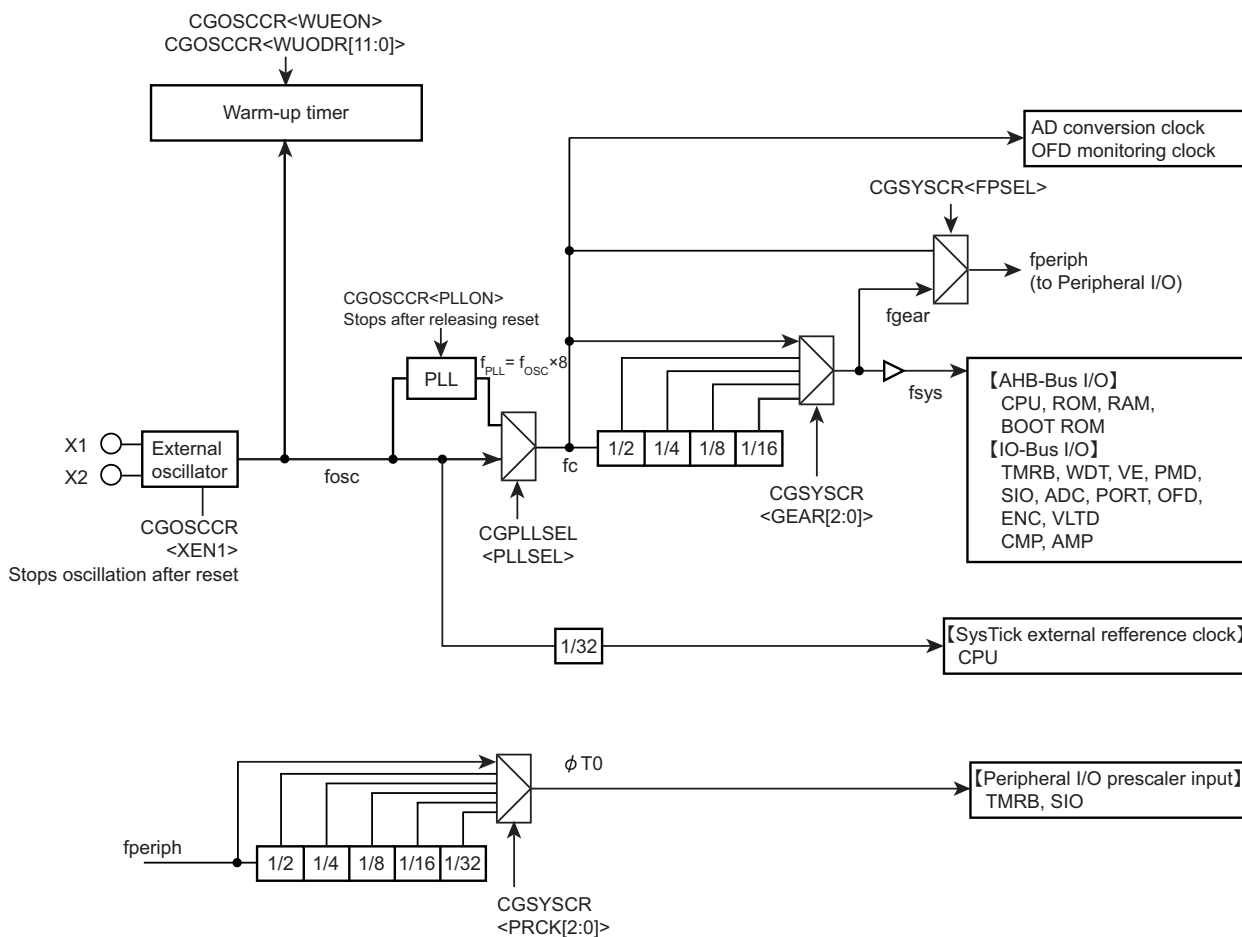 CGOSCCR<WUEON>
CGOSCCR<WUODR[11:0]>
Warm-up timer
AD conversion clock
OFD monitoring clock
CGSYSCR<FPSEL>
fperiph
(to Peripheral I/O)
CGOSCCR<PLLON>
Stops after releasing reset
fPLL= fOSC×8
PLL
fgear
fsys
【AHB-Bus I/O】
CPU, ROM, RAM,
BOOT ROM
【IO-Bus I/O】
TMRB, WDT, VE, PMD,
SIO, ADC, PORT, OFD,
ENC, VLTD
CMP, AMP
X1
X2
External
oscillator
fosc
fc
1/2 1/4 1/8 1/16
CGOSCCR
<XEN1>
Stops oscillation after reset
CGPLLSEL
<PLLSEL>
CGSYSCR
<GEAR[2:0]>
1/32
【SysTick external refference clock】
CPU
ϕT0
【Peripheral I/O prescaler input】
TMRB, SIO
fperiph
1/2 1/4 1/8 1/16 1/32
CGSYSCR
<PRCK[2:0]>